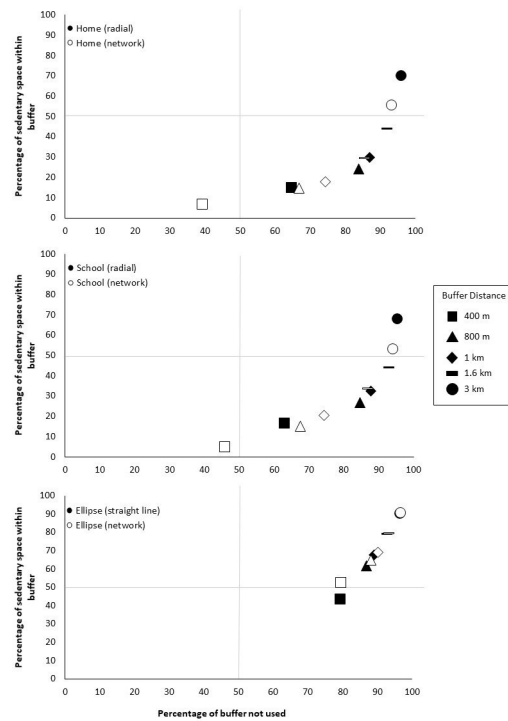 100
90
80
70
60
50
40
30
20
10
0
Percentage of sedentary space within
buffer
● Home (radial)
○ Home (network)
0 10 20 30 40 50 60 70 80 90 100
100
90
80
70
60
50
40
30
20
10
0
Percentage of sedentary space within
buffer
● School (radial)
○ School (network)
0 10 20 30 40 50 60 70 80 90 100
Buffer Distance
400 m
800 m
1 km
1.6 km
3 km
100
90
80
70
60
50
40
30
20
10
0
Percentage of sedentary space within
buffer
● Ellipse (straight line)
○ Ellipse (network)
0 10 20 30 40 50 60 70 80 90 100
Percentage of buffer not used